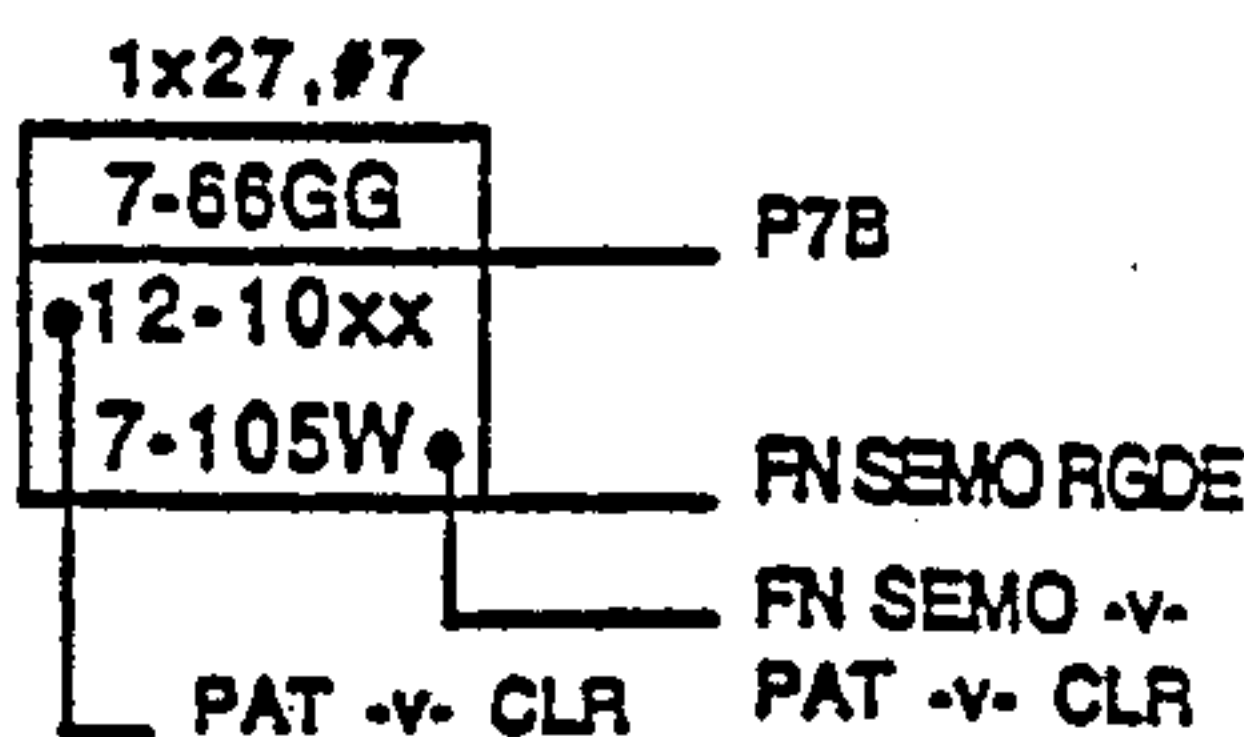 1x27,#7
7-66GG
P7B
12-10xx
7-105W
FN SEMO RGDE
FN SEMO -v-
PAT -v- CLR
PAT -v- CLR